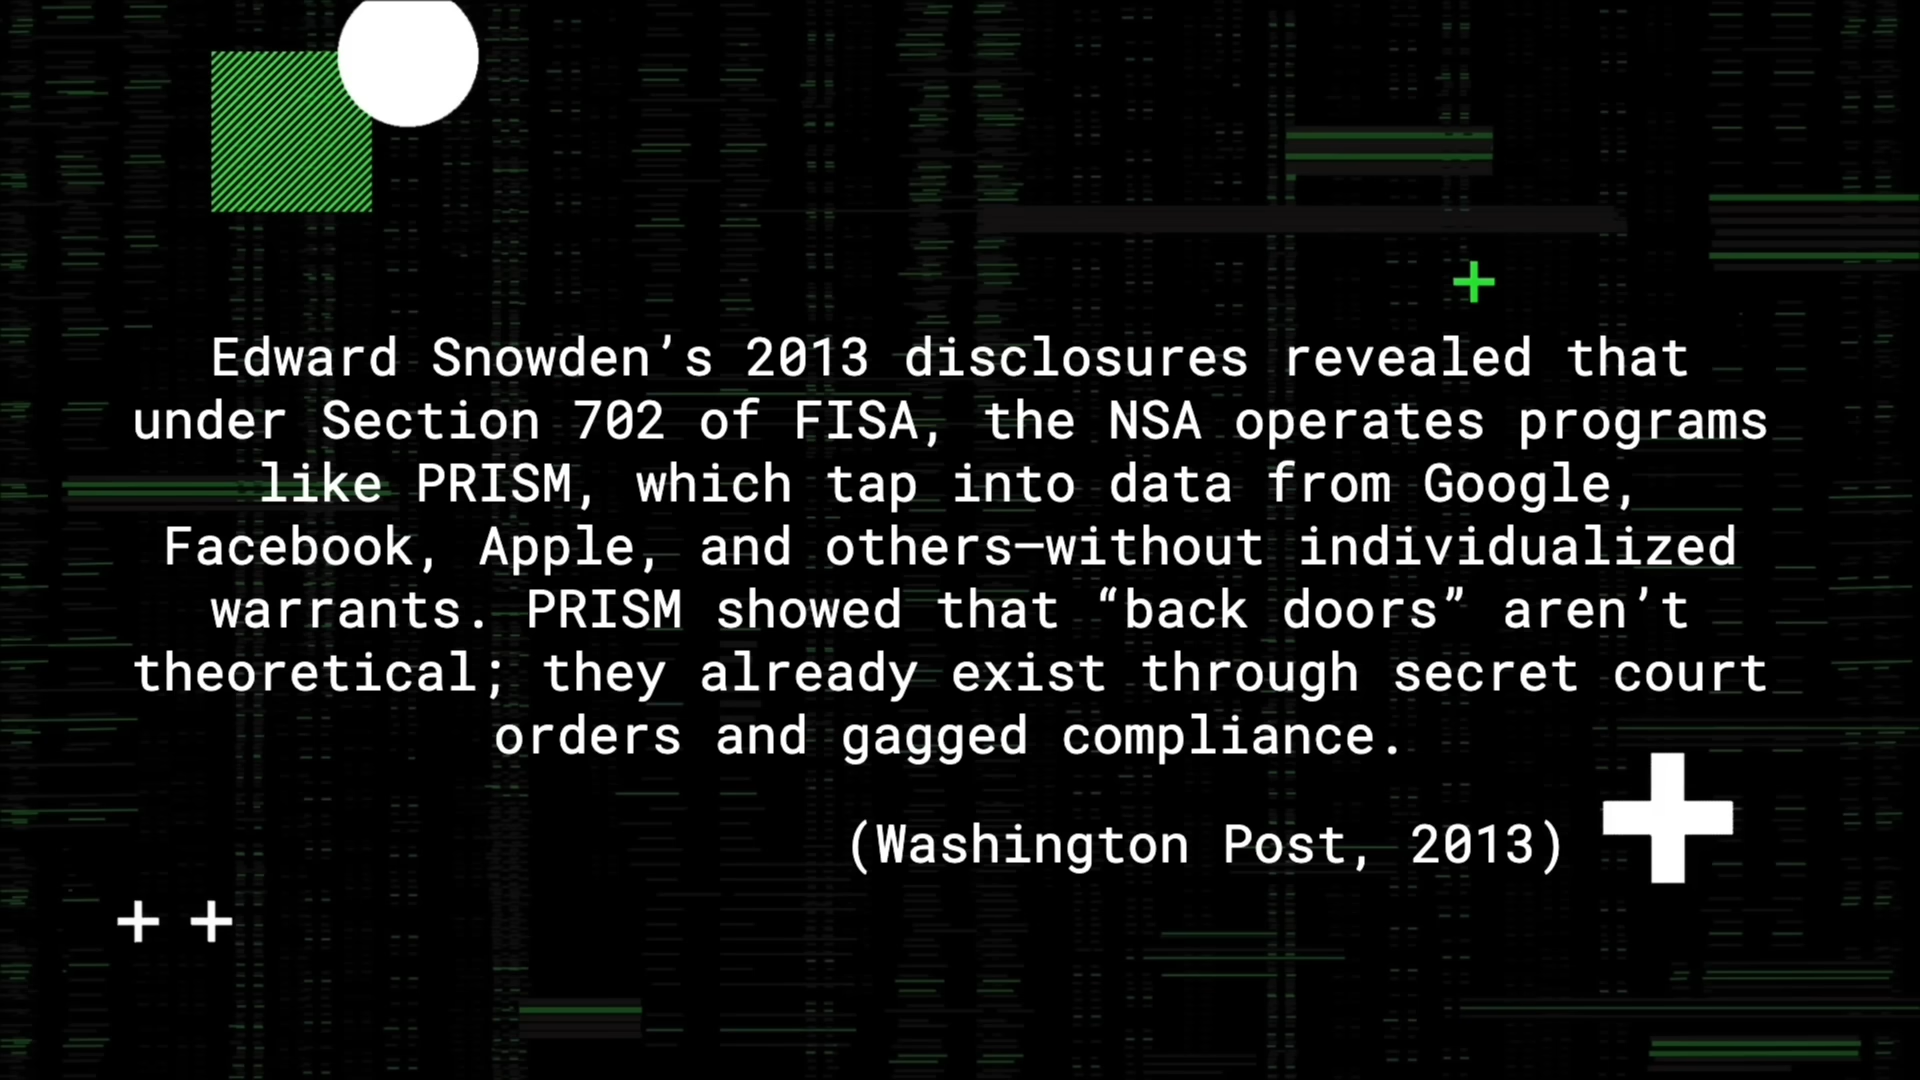 Edward Snowden’s 2013 disclosures revealed that
under Section 702 of FISA, the NSA operates programs
like PRISM, which tap into data from Google,
Facebook, Apple, and others—without individualized
warrants. PRISM showed that “back doors” aren’t
theoretical; they already exist through secret court
orders and gagged compliance.
(Washington Post, 2013)